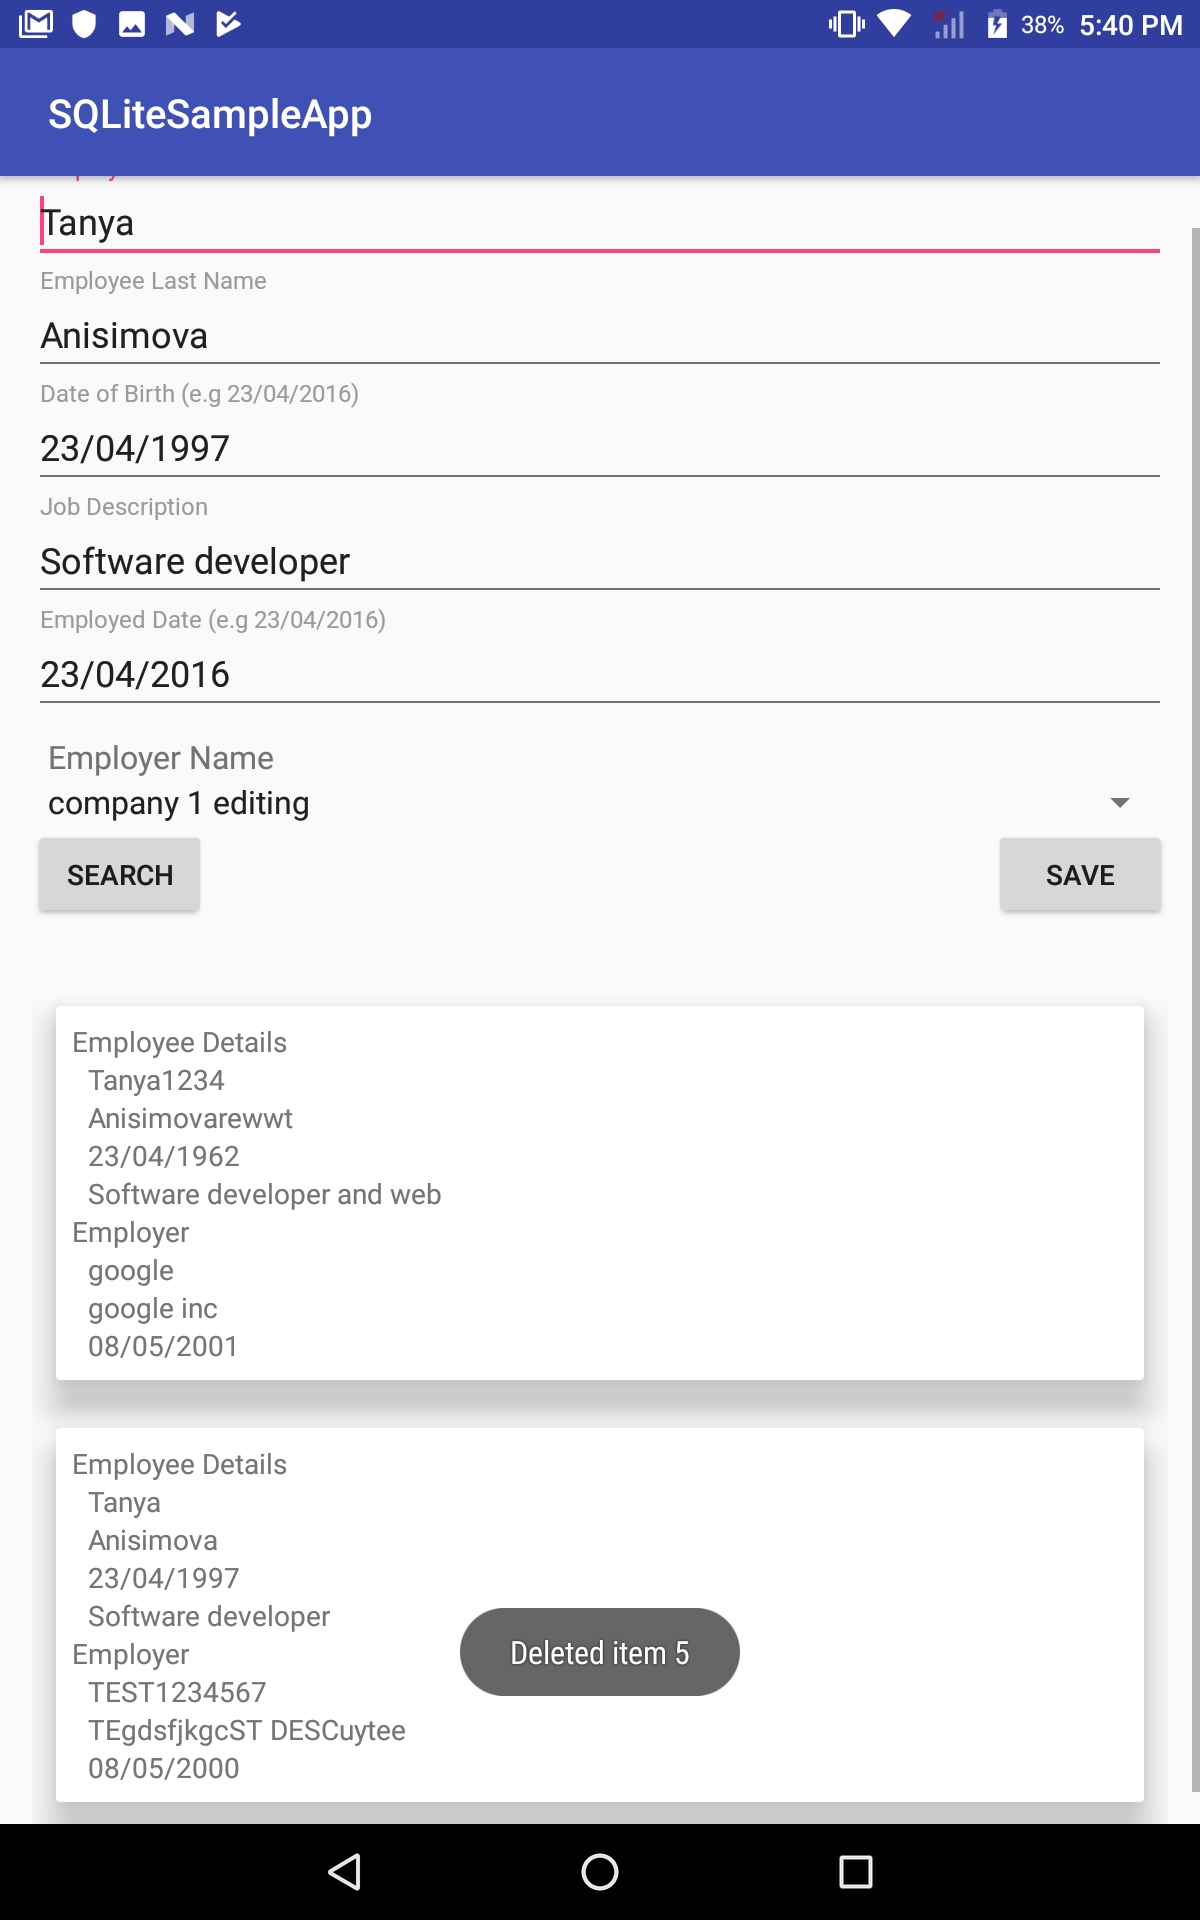 38% 5:40 PM
SQLiteSampleApp
Tanya
Employee Last Name
Anisimova
Date of Birth (e.g 23/04/2016)
23/04/1997
Job Description
Software developer
Employed Date (e.g 23/04/2016)
23/04/2016
Employer Name
company 1 editing
SEARCH
SAVE
Employee Details
Tanya1234
Anisimovarewwt
23/04/1962
Software developer and web
Employer
google
google inc
08/05/2001
Employee Details
Tanya
Anisimova
23/04/1997
Software developer
Employer
Deleted item 5
TEST1234567
TEgdsfjkgcST DESCuytee
08/05/2000